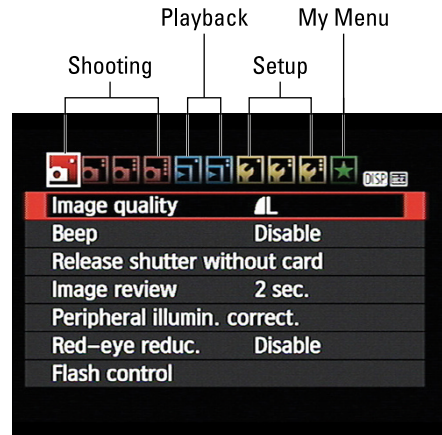 Playback My Menu
Shooting Setup
DISP
Image quality L
Beep Disable
Release shutter without card
Image review 2 sec.
Peripheral illumin. correct.
Red-eye reduc. Disable
Flash control